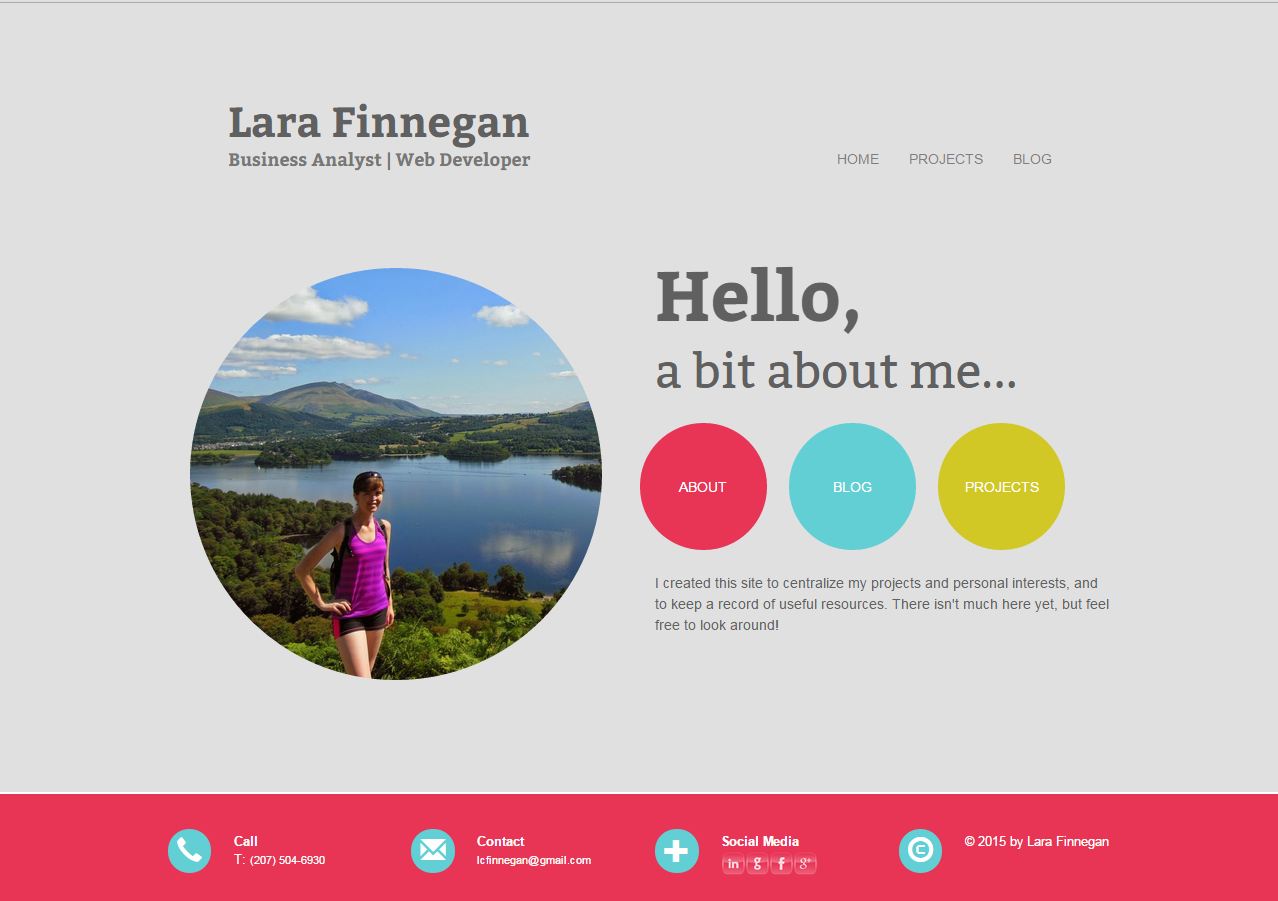 Lara Finnegan
Business Analyst | Web Developer
HOME PROJECTS BLOG
Hello,
a bit about me...
ABOUT BLOG PROJECTS
I created this site to centralize my projects and personal interests, and
to keep a record of useful resources. There isn't much here yet, but feel
free to look around!
Call
T: (207) 504-6930
Contact
lcfinnegan@gmail.com
Social Media
in g f g+
© 2015 by Lara Finnegan